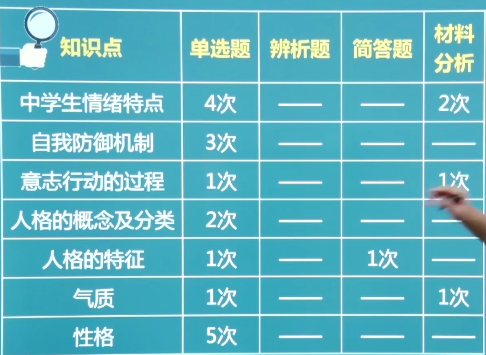 知识点 单选题 辨析题 简答题 材料
分析
中学生情绪特点 4次 —— —— 2次
自我防御机制 3次 —— —— ——
意志行动的过程 1次 —— —— 1次
人格的概念及分类 2次 —— —— ——
人格的特征 1次 —— 1次 ——
气质 1次 —— —— 1次
性格 5次 —— —— ——